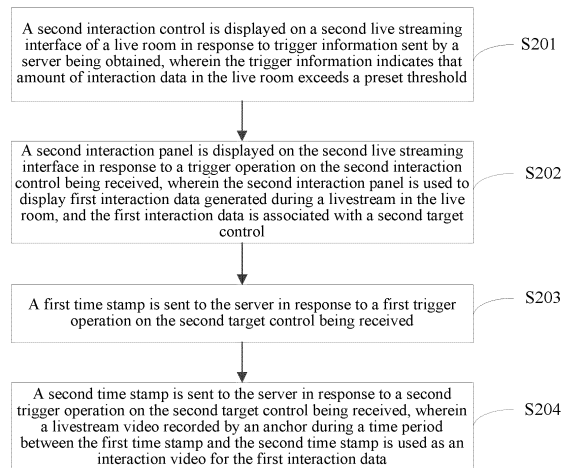 A second interaction control is displayed on a second live streaming
interface of a live room in response to trigger information sent by a
server being obtained, wherein the trigger information indicates that
amount of interaction data in the live room exceeds a preset threshold
S201
A second interaction panel is displayed on the second live streaming
interface in response to a trigger operation on the second interaction
control being received, wherein the second interaction panel is used to
display first interaction data generated during a livestream in the live
room, and the first interaction data is associated with a second target
control
S202
A first time stamp is sent to the server in response to a first trigger
operation on the second target control being received
S203
A second time stamp is sent to the server in response to a second
trigger operation on the second target control being received, wherein
a livestream video recorded by an anchor during a time period
between the first time stamp and the second time stamp is used as an
interaction video for the first interaction data
S204